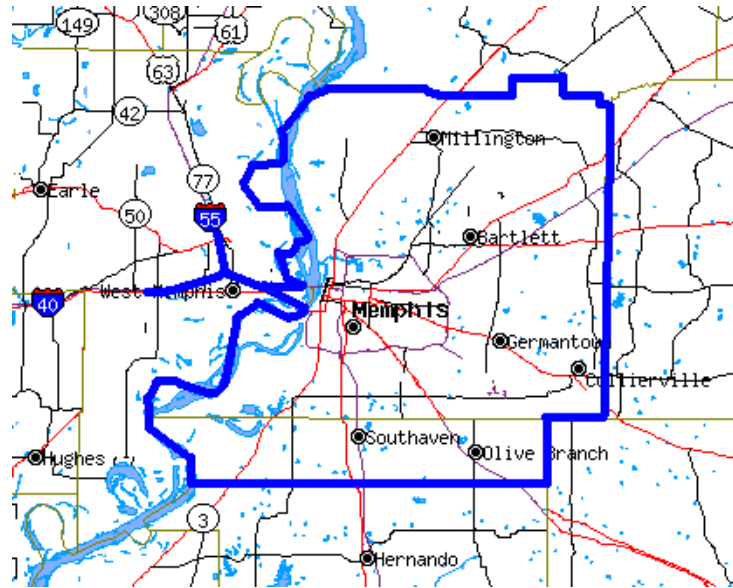 308
149
61
63
42
Millington
77
Earle
50
55
Bartlett
West Memphis
40
Memphis
Germantown
Collierville
Southaven
Olive Branch
Hughes
3
Hernando